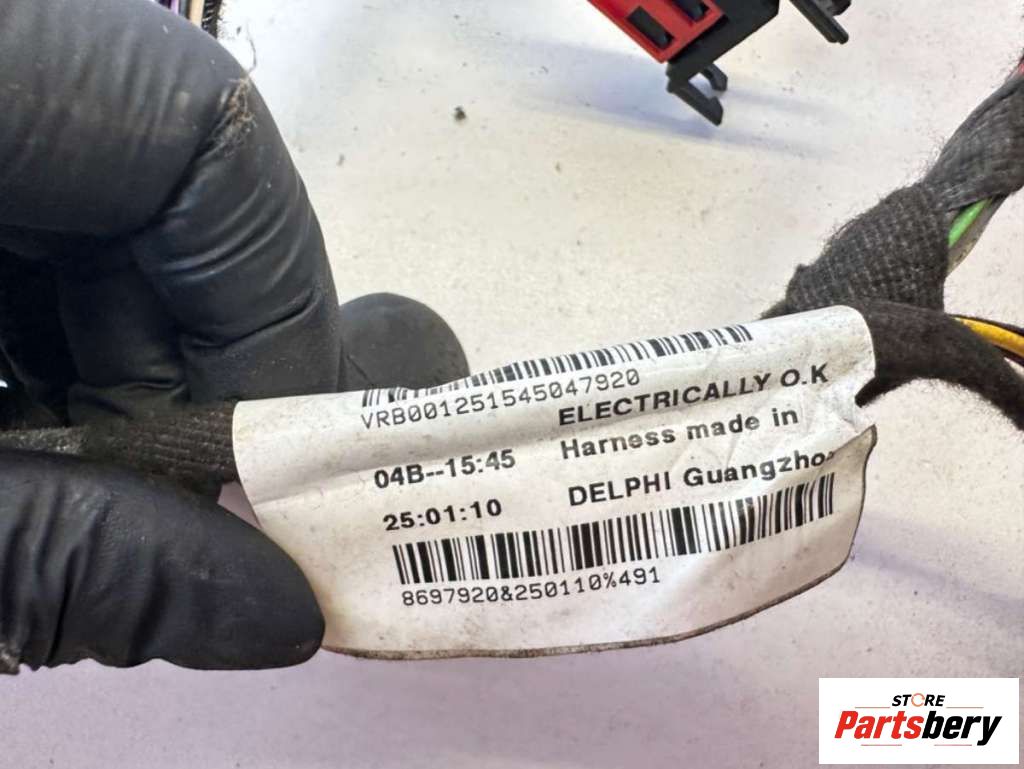 VRB001251545047920
ELECTRICALLY O.K
04B--15:45
Harness made in
25:01:10
DELPHI
8697920&250110%491
STORE
Partsbery